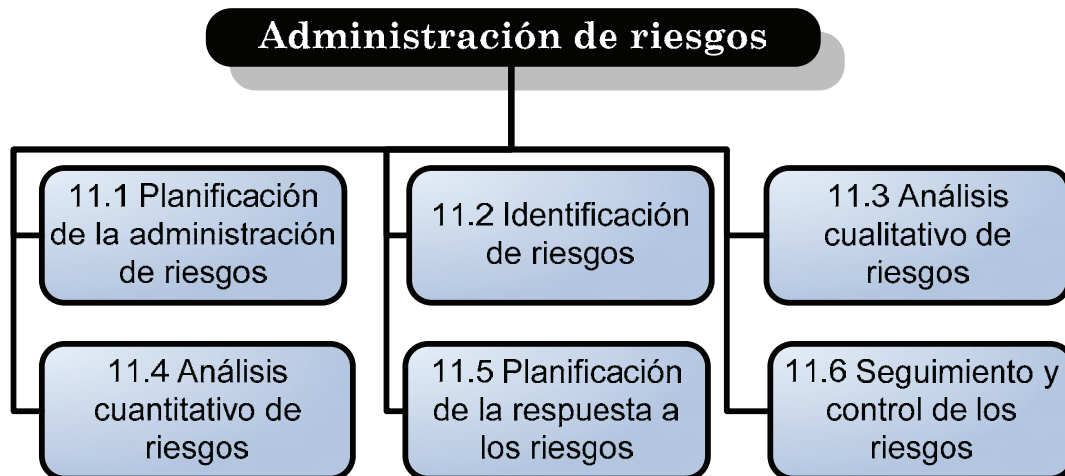 Administración de riesgos
11.1 Planificación
de la administración
de riesgos
11.2 Identificación
de riesgos
11.3 Análisis
cualitativo de
riesgos
11.4 Análisis
cuantitativo de
riesgos
11.5 Planificación
de la respuesta a
los riesgos
11.6 Seguimiento y
control de los
riesgos